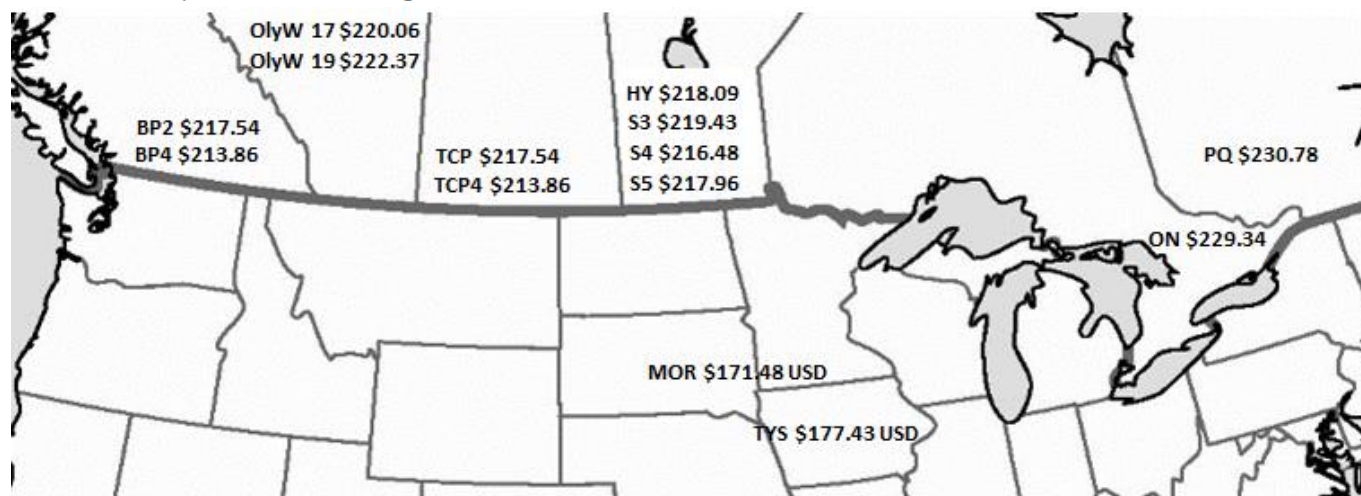 OlyW 17 $220.06
OlyW 19 $222.37
BP2 $217.54
BP4 $213.86
TCP $217.54
TCP4 $213.86
HY $218.09
S3 $219.43
S4 $216.48
S5 $217.96
PQ $230.78
ON $229.34
MOR $171.48 USD
TYS $177.43 USD